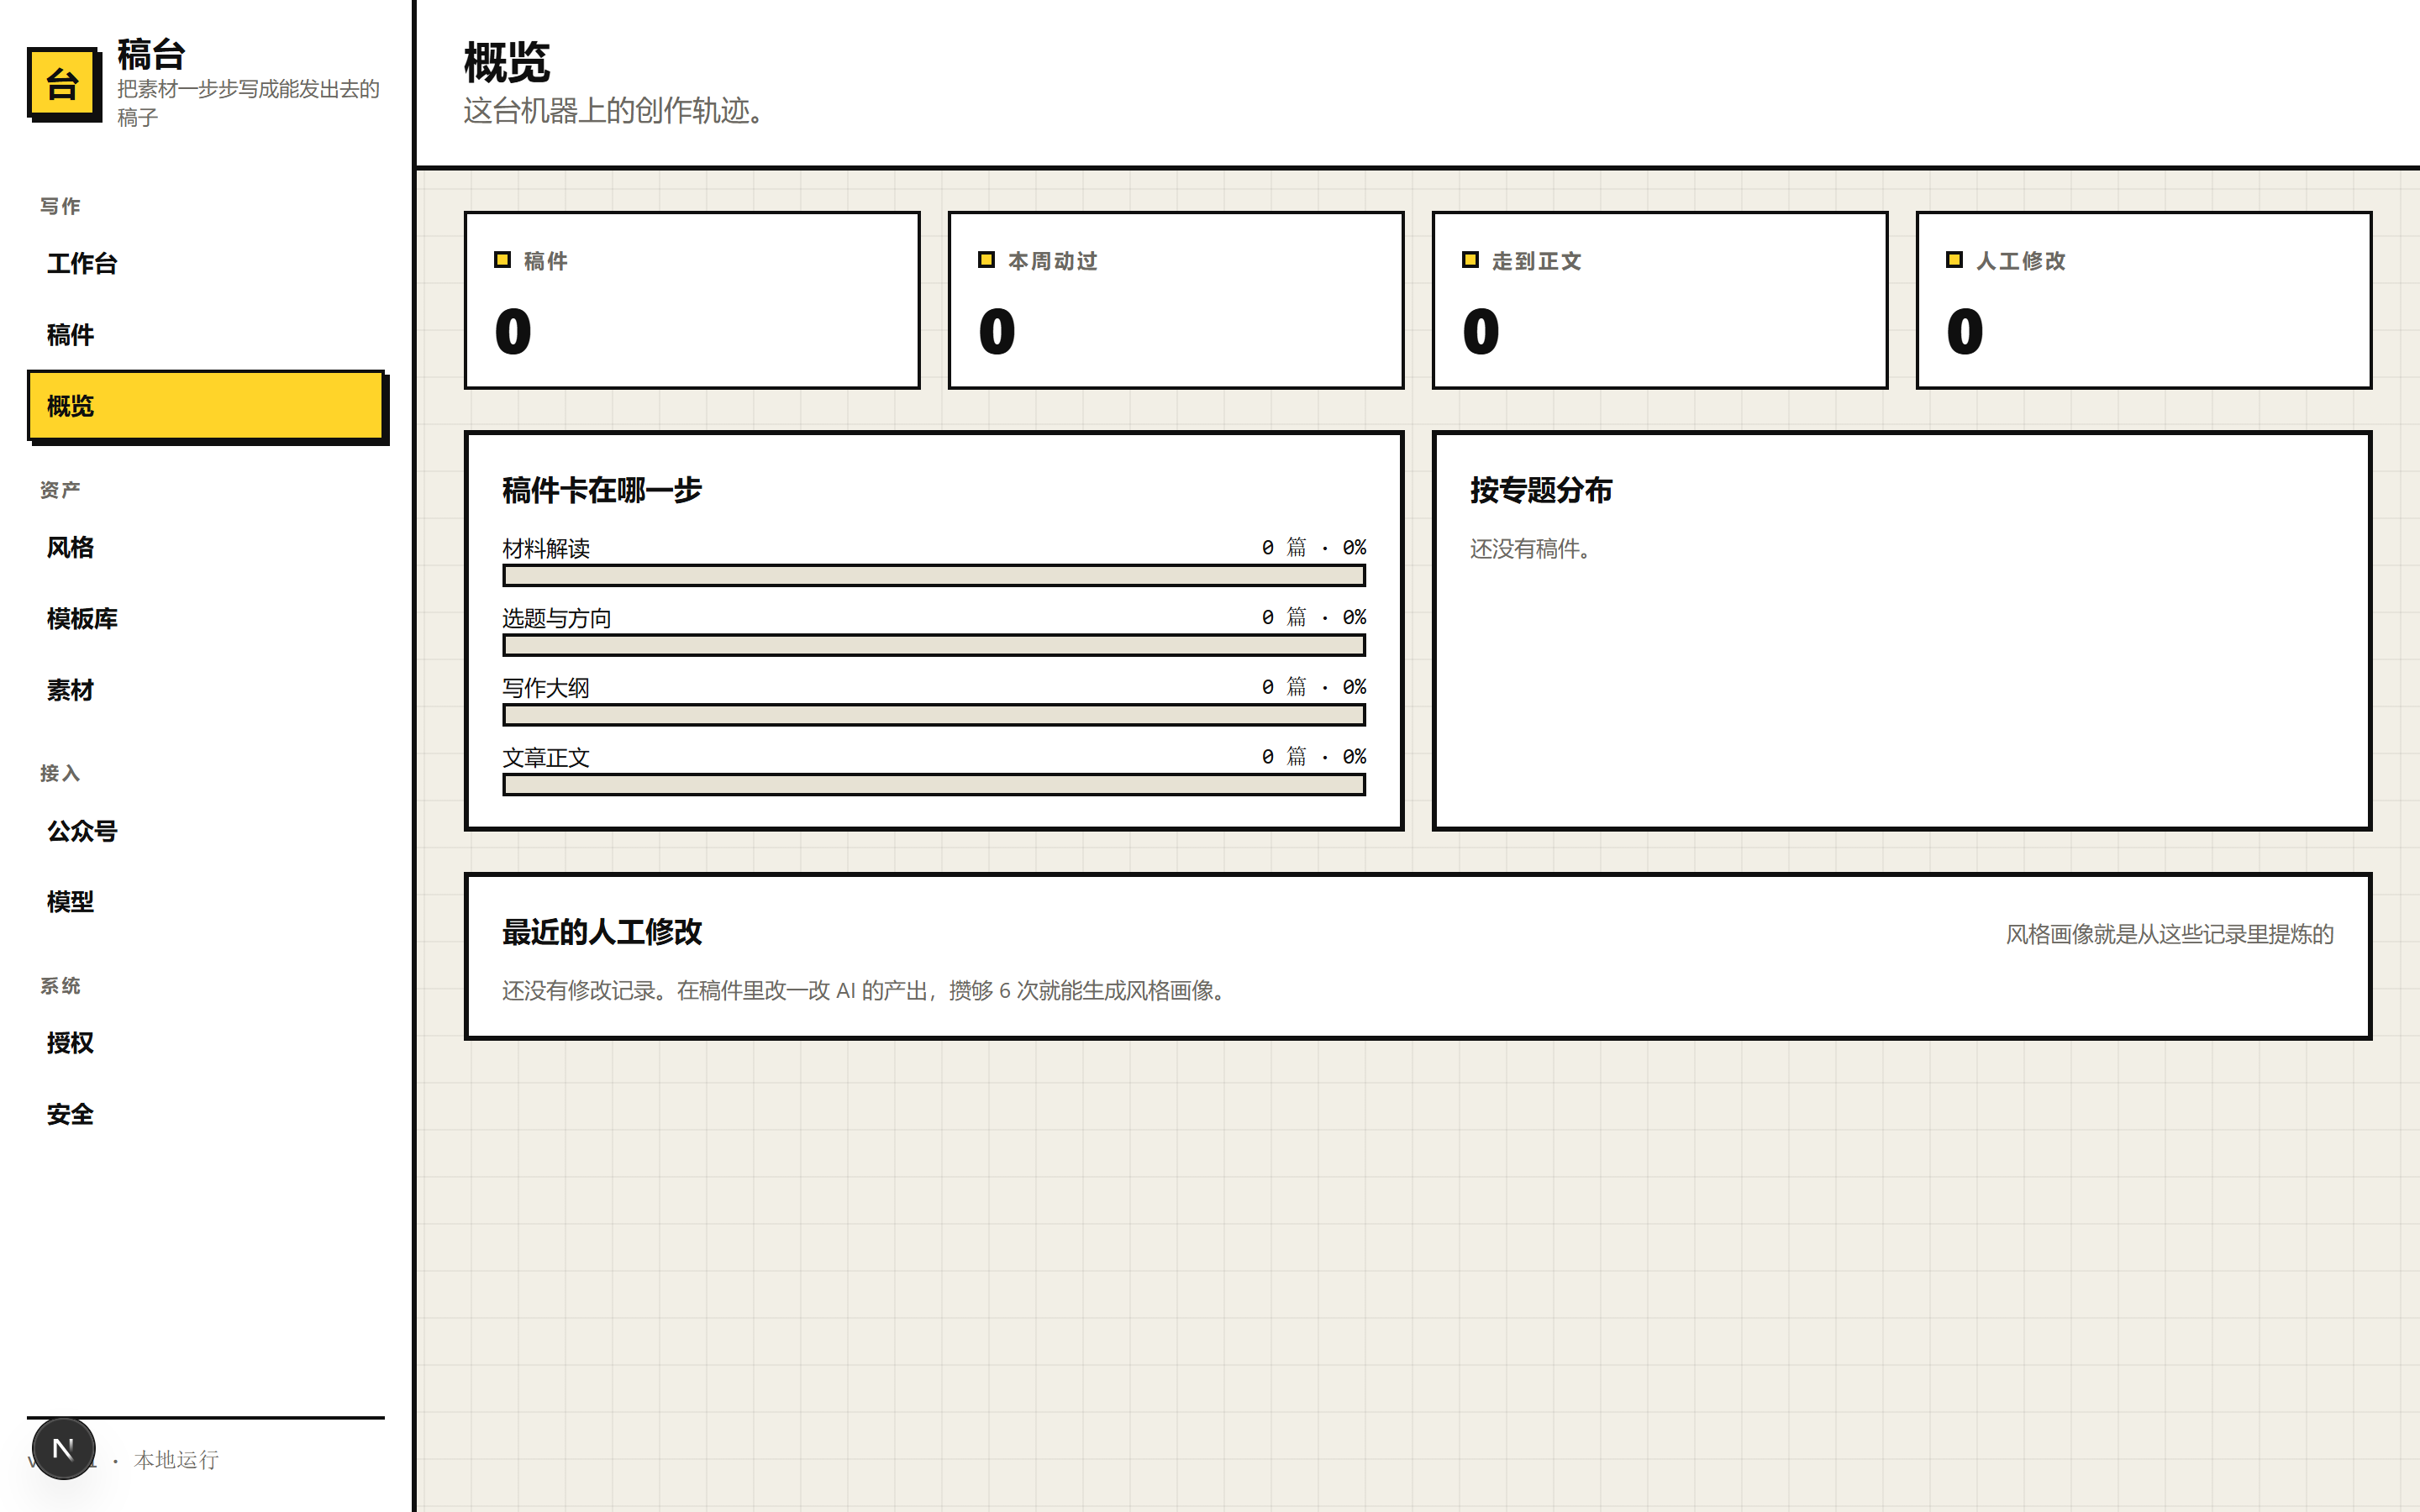 台
稿台
把素材一步步写成能发出去的
稿子
写作
工作台
稿件
概览
资产
风格
模板库
素材
接入
公众号
模型
系统
授权
安全
N
· 本地运行
概览
这台机器上的创作轨迹。
稿件
0
本周动过
0
走到正文
0
人工修改
0
稿件卡在哪一步
材料解读 0 篇 · 0%
选题与方向 0 篇 · 0%
写作大纲 0 篇 · 0%
文章正文 0 篇 · 0%
按专题分布
还没有稿件。
最近的人工修改
风格画像就是从这些记录里提炼的
还没有修改记录。在稿件里改一改 AI 的产出，攒够 6 次就能生成风格画像。